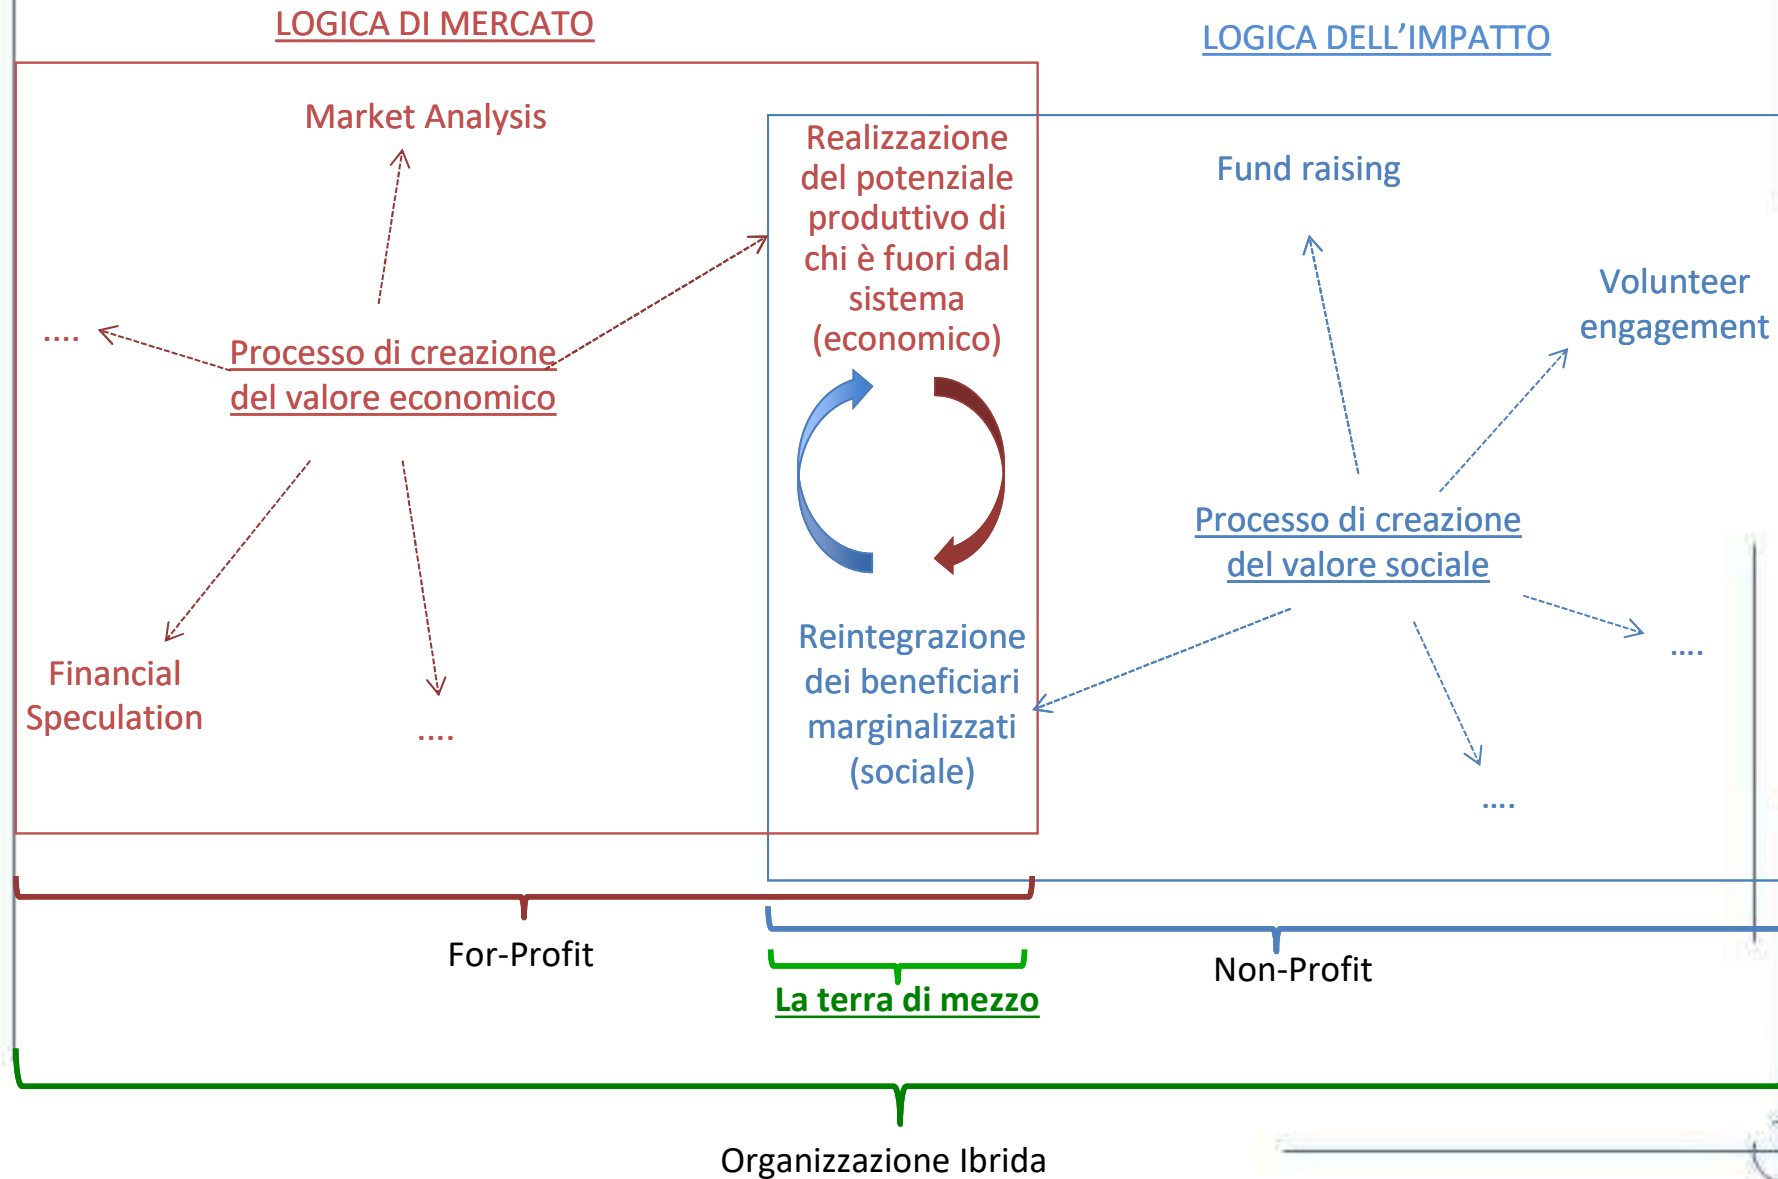 LOGICA DI MERCATO
LOGICA DELL'IMPATTO
Market Analysis
....
Processo di creazione
del valore economico
Financial
Speculation
....
Realizzazione
del potenziale
produttivo di
chi è fuori dal
sistema
(economico)
Reintegrazione
dei beneficiari
marginalizzati
(sociale)
Fund raising
Volunteer
engagement
Processo di creazione
del valore sociale
....
....
For-Profit
Non-Profit
La terra di mezzo
Organizzazione Ibrida